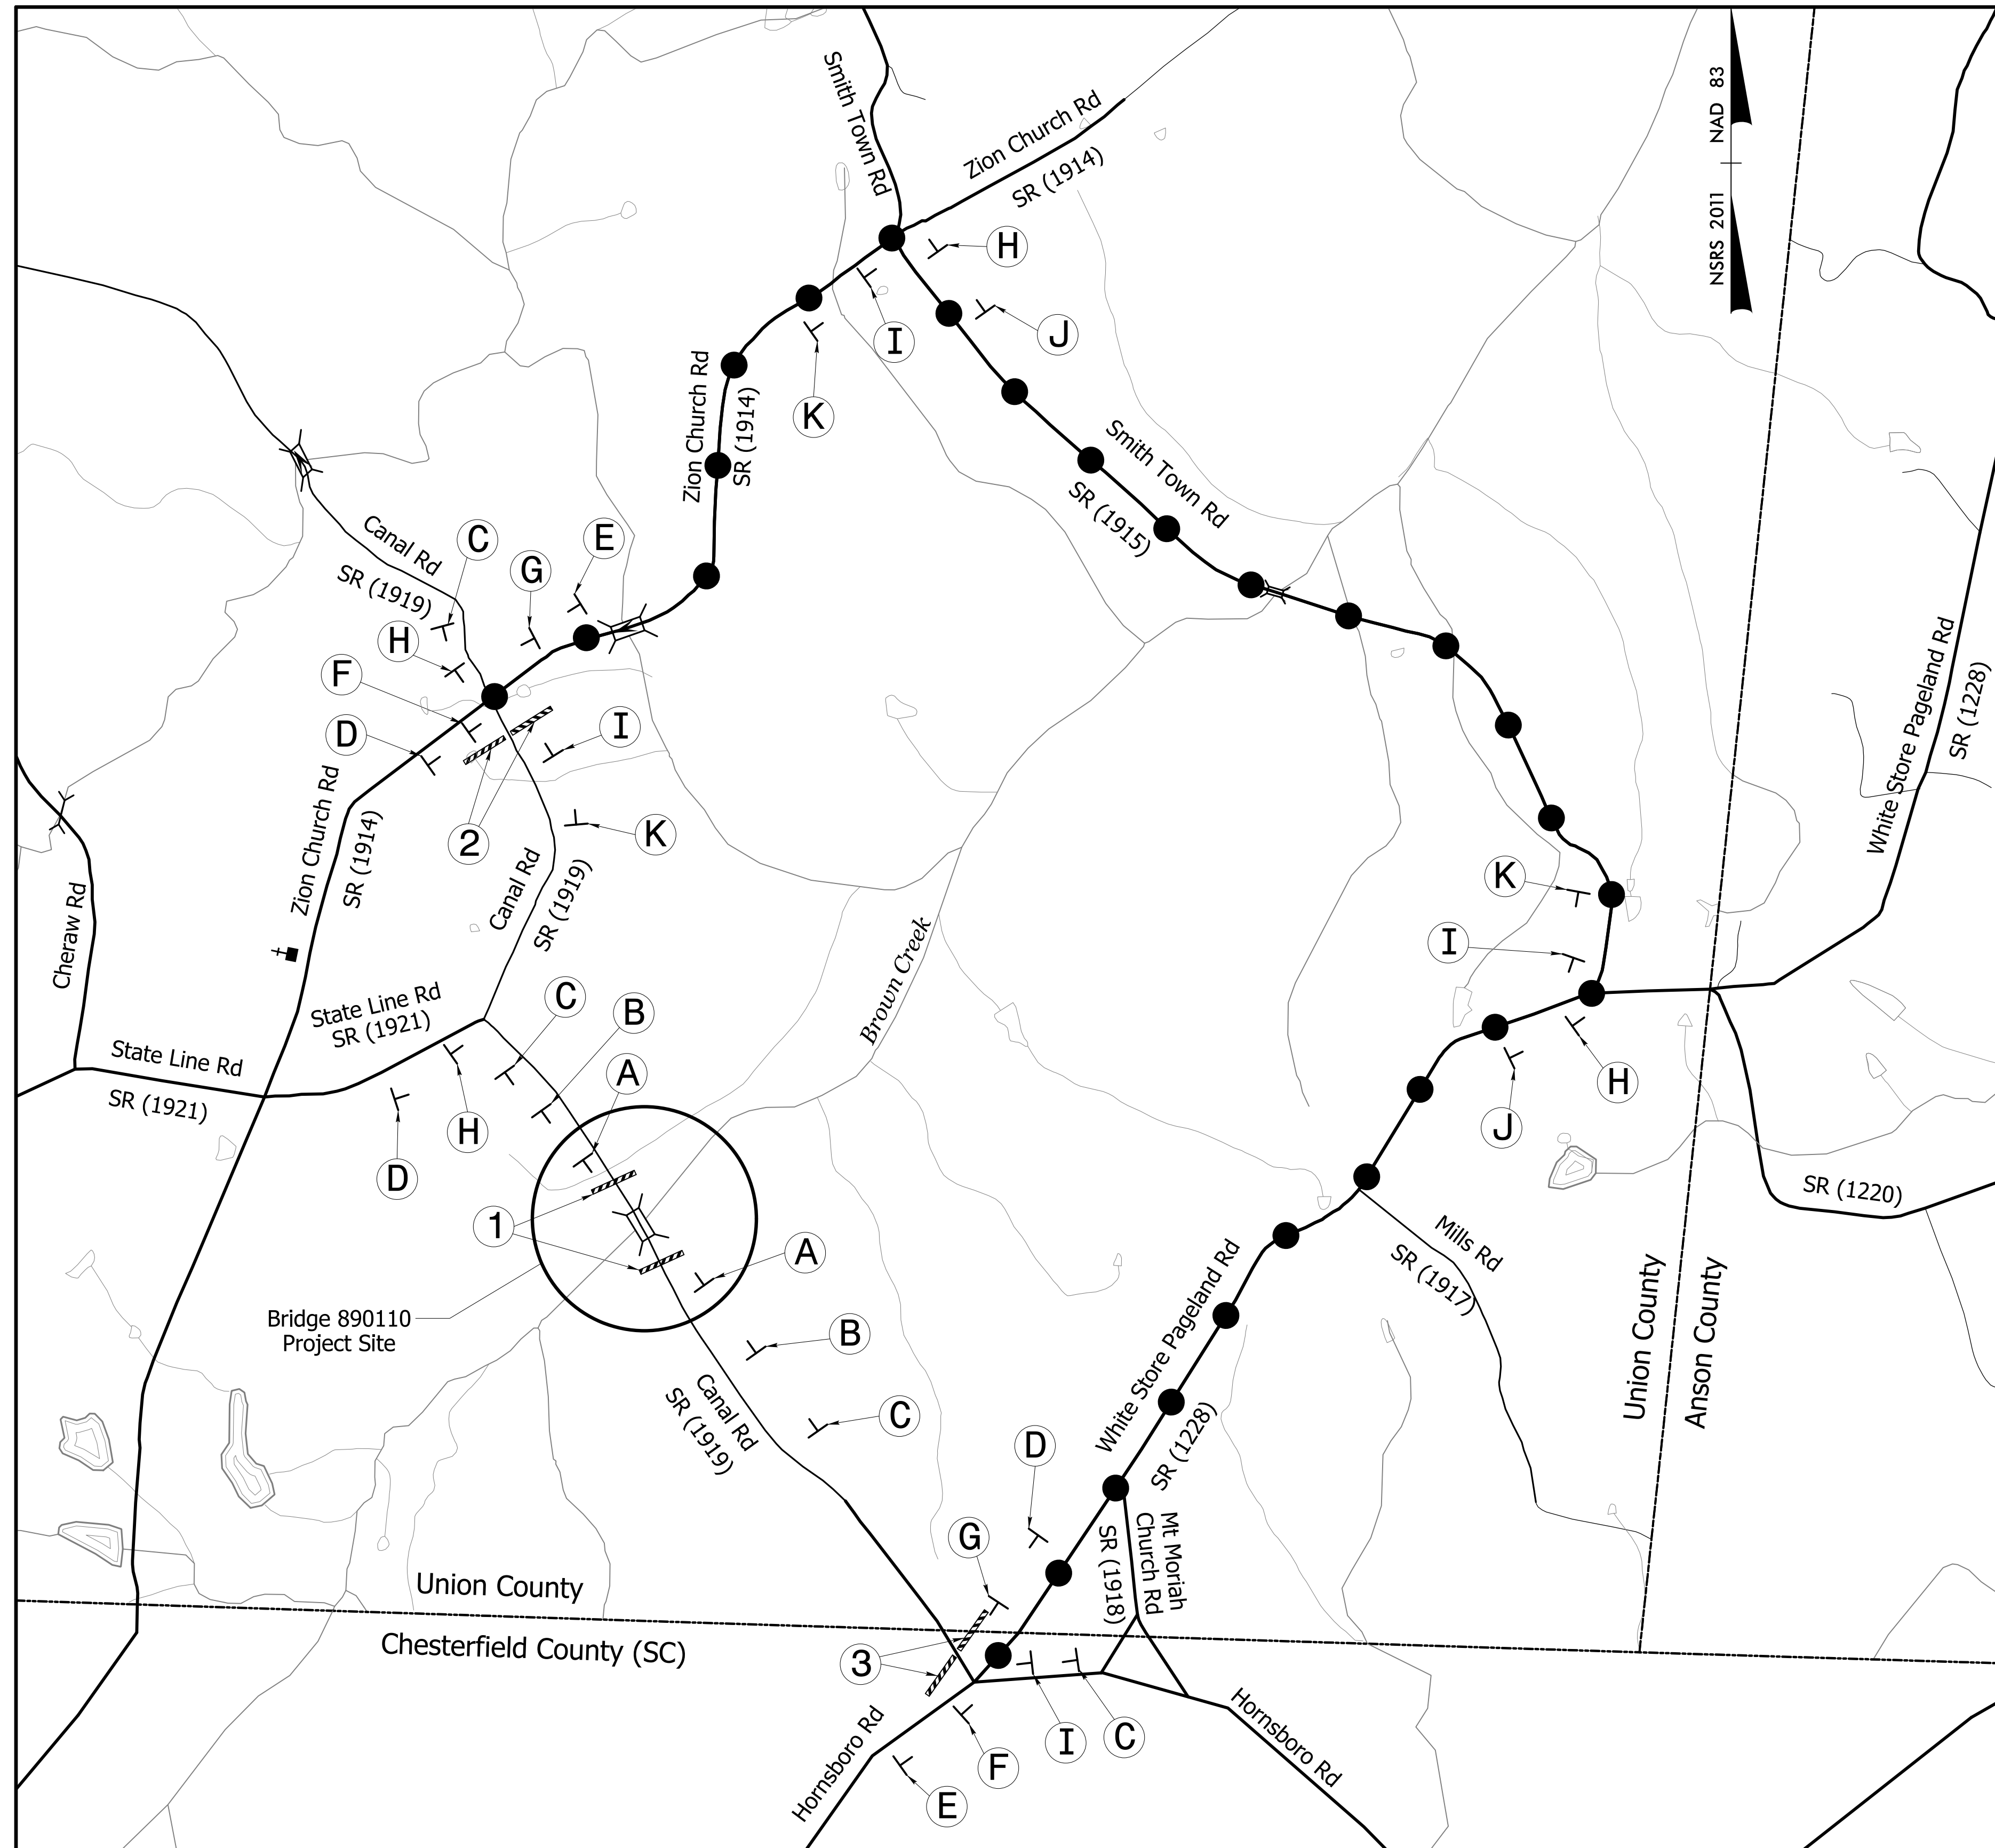 Smith Town Rd
Zion Church Rd
SR (1914)
NAD 83
NSRS 2011
H
I
J
K
Zion Church Rd
SR (1914)
Smith Town Rd
SR (1915)
Canal Rd
SR (1919)
C
G
E
H
F
D
I
2
K
Zion Church Rd
SR (1914)
Canal Rd
SR (1919)
Cheraw Rd
State Line Rd
SR (1921)
State Line Rd
SR (1921)
C
B
A
H
D
1
A
B
C
Bridge 890110
Project Site
Brown Creek
Canal Rd
SR (1919)
White Store Pageland Rd
SR (1228)
K
I
H
J
SR (1220)
Mills Rd
SR (1917)
White Store Pageland Rd
SR (1228)
Union County
Anson County
D
G
SR (1918)
Mt Moriah
Church Rd
Union County
Chesterfield County (SC)
3
I
C
F
E
Hornsboro Rd
Hornsboro Rd